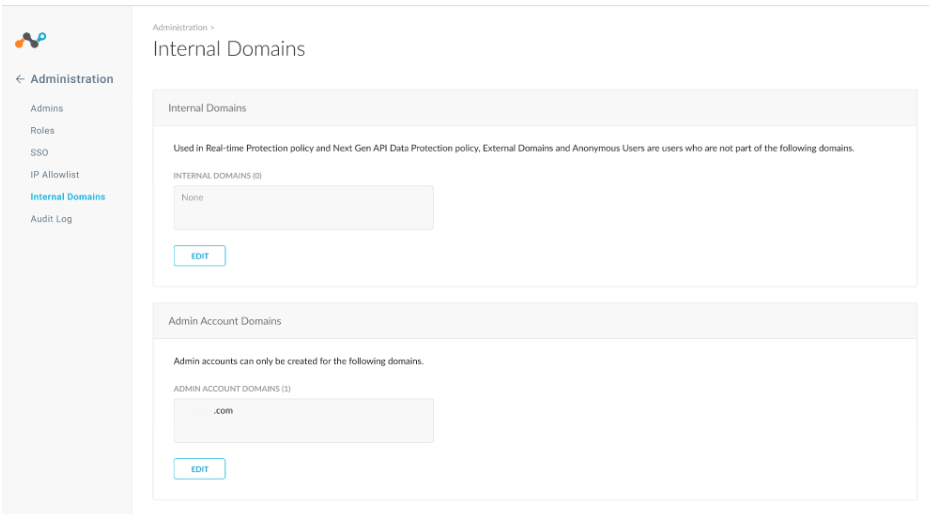 Administration >
Internal Domains
← Administration
Admins
Roles
SSO
IP Allowlist
Internal Domains
Audit Log
Internal Domains
Used in Real-time Protection policy and Next Gen API Data Protection policy, External Domains and Anonymous Users are users who are not part of the following domains.
INTERNAL DOMAINS (0)
None
EDIT
Admin Account Domains
Admin accounts can only be created for the following domains.
ADMIN ACCOUNT DOMAINS (1)
.com
EDIT